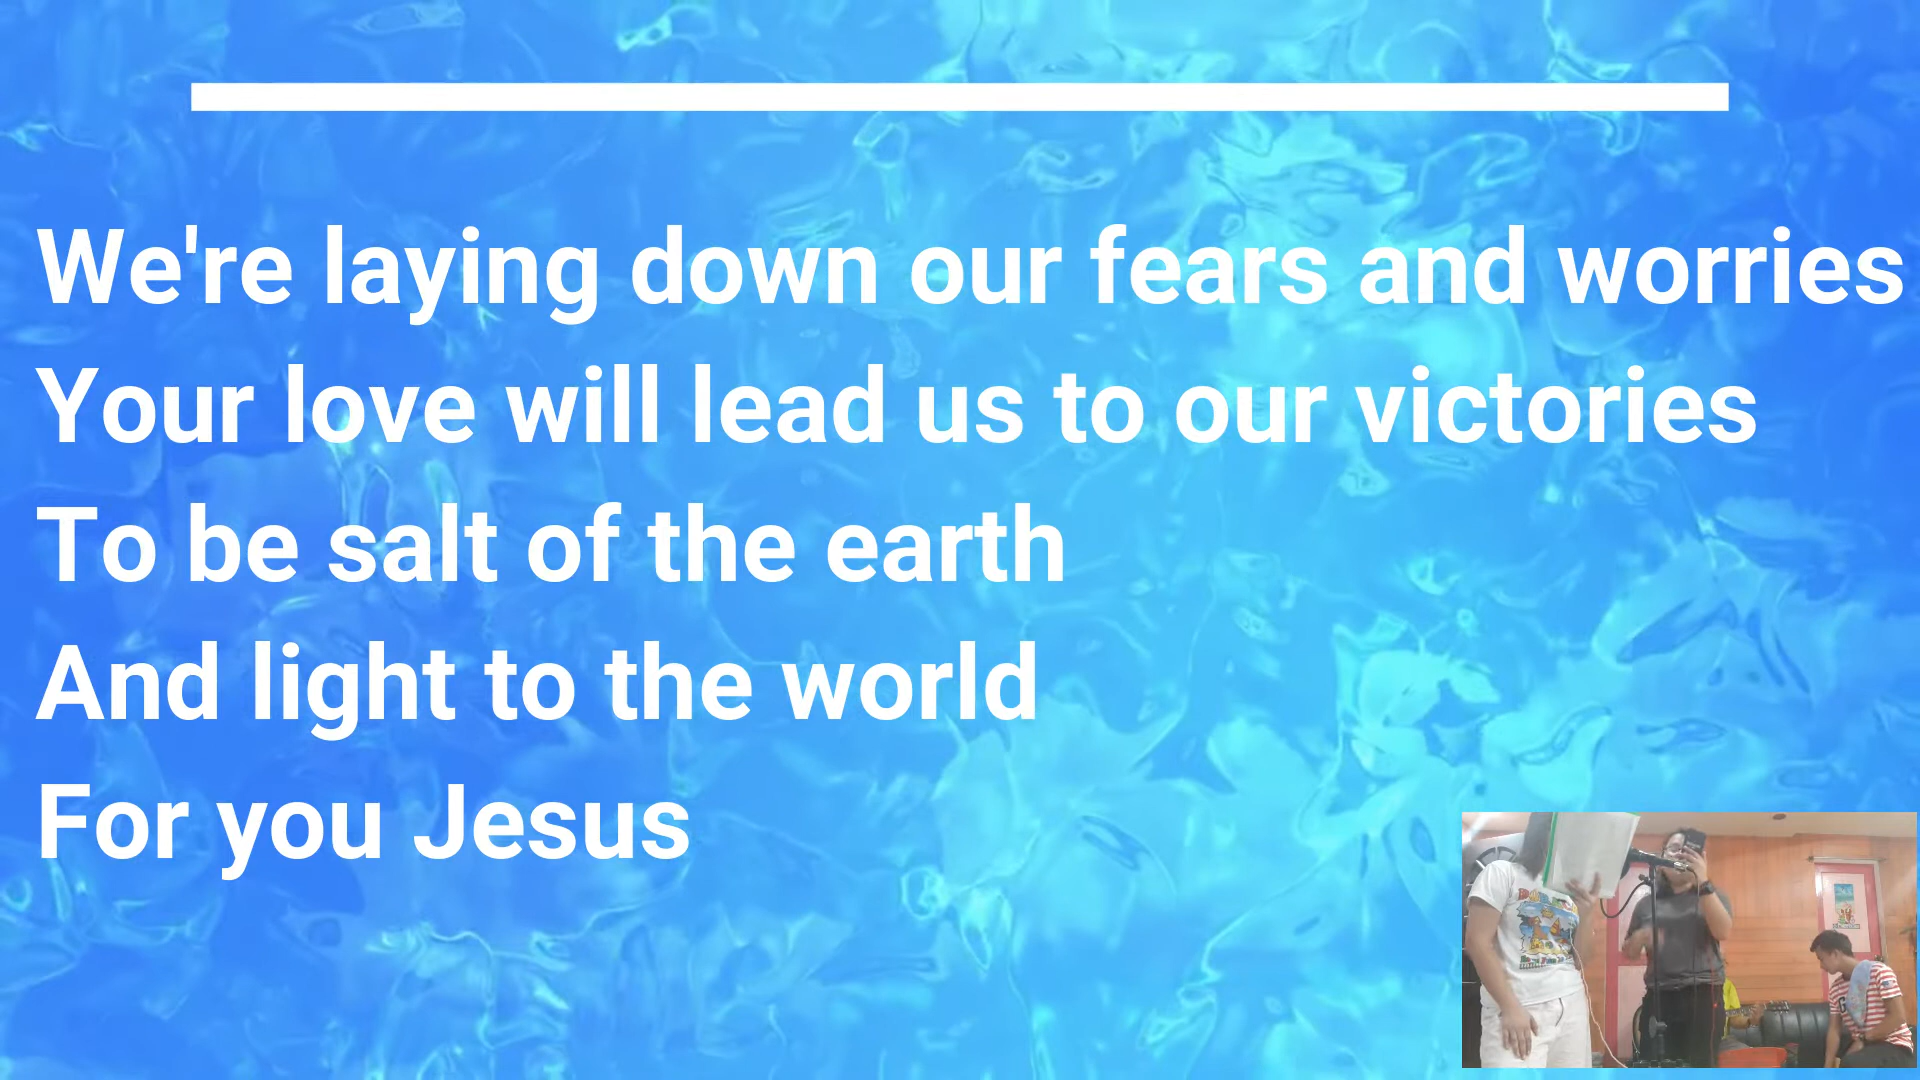 We're laying down our fears and worries
Your love will lead us to our victories
To be salt of the earth
And light to the world
For you Jesus